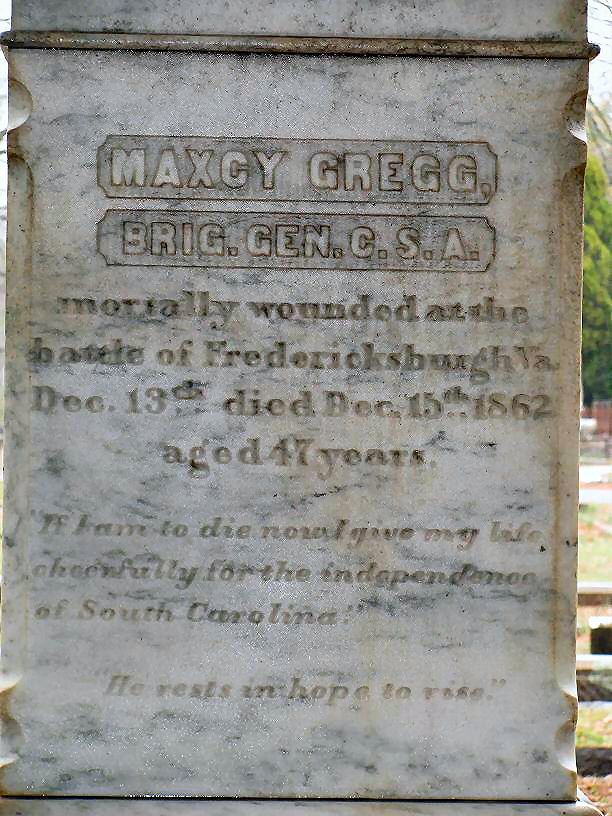 MAXCY GREGG,
BRIG. GEN. C. S. A.
mortally wounded at the
battle of Fredericksburgh Va.
Dec. 13th died Dec. 15th 1862
aged 47 years.
"If I am to die now I give my life
cheerfully for the independence
of South Carolina."
"He rests in hope to rise."